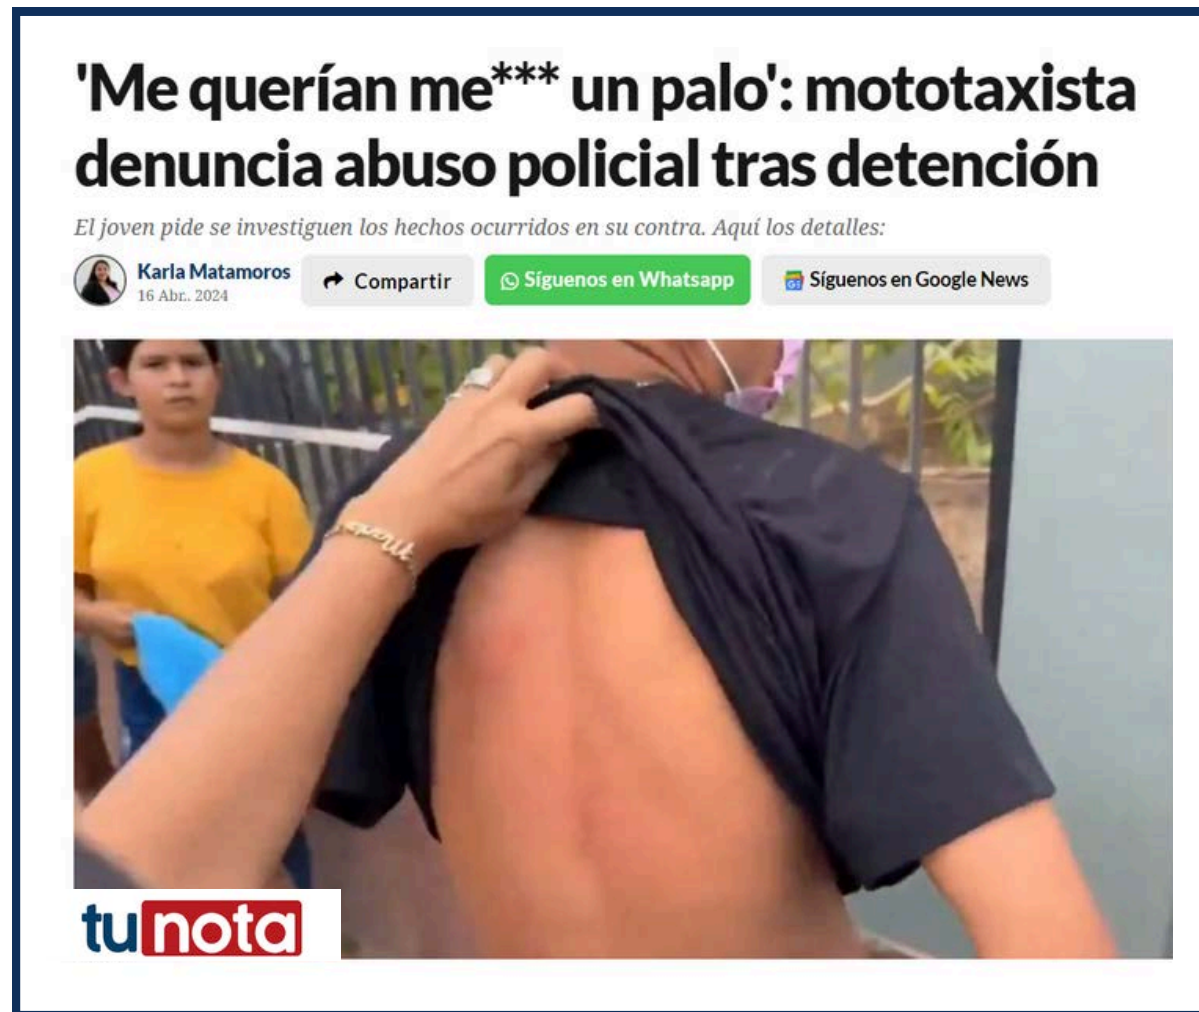 'Me querían me*** un palo': mototaxista
denuncia abuso policial tras detención
El joven pide se investiguen los hechos ocurridos en su contra. Aquí los detalles:
Karla Matamoros
16 Abr.. 2024
Compartir
Síguenos en Whatsapp
Síguenos en Google News
tunota